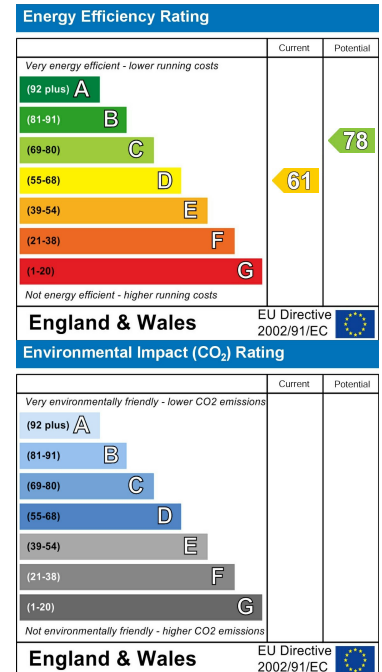 Energy Efficiency Rating
Current Potential
Very energy efficient - lower running costs
(92 plus) A
(81-91) B
(69-80) C
78
(55-68) D
61
(39-54) E
(21-38) F
(1-20) G
Not energy efficient - higher running costs
England & Wales
EU Directive
2002/91/EC
Environmental Impact (CO₂) Rating
Current Potential
Very environmentally friendly - lower CO2 emissions
(92 plus) A
(81-91) B
(69-80) C
(55-68) D
(39-54) E
(21-38) F
(1-20) G
Not environmentally friendly - higher CO2 emissions
England & Wales
EU Directive
2002/91/EC